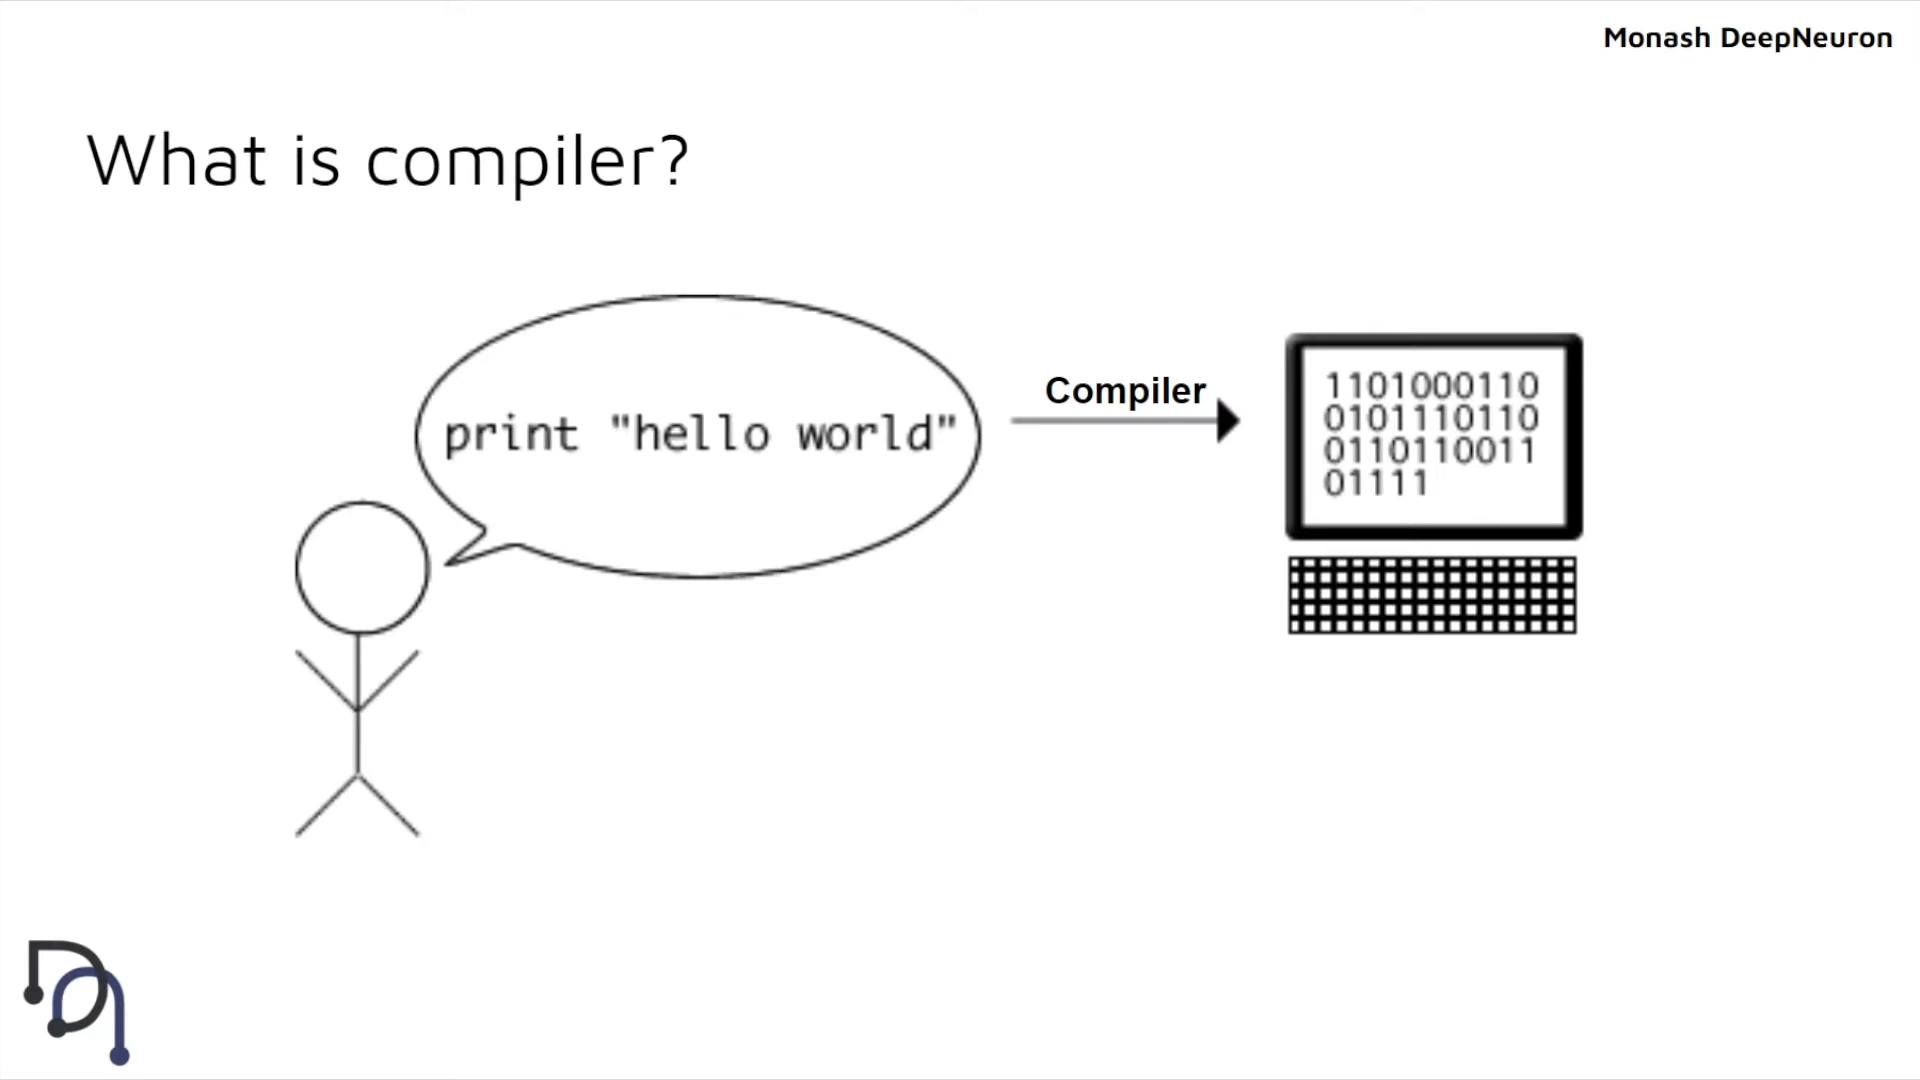 Monash DeepNeuron
What is compiler?
print "hello world"
Compiler
1101000110
0101110110
0110110011
01111